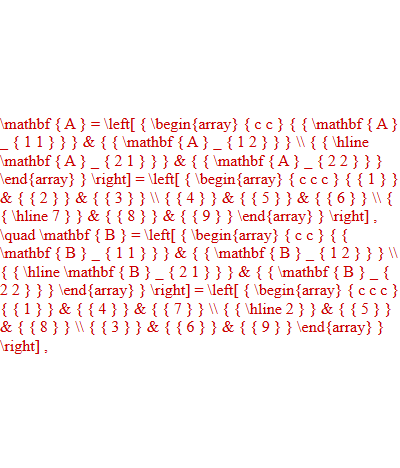 \mathbf { A } = \left[ { \begin{array} { c c } { { \mathbf { A }
_ { 1 1 } } } & { { \mathbf { A } _ { 1 2 } } } \\ { { \hline
\mathbf { A } _ { 2 1 } } } & { { \mathbf { A } _ { 2 2 } } }
\end{array} } \right] = \left[ { \begin{array} { c c c } { { 1 } }
& { { 2 } } & { { 3 } } \\ { { 4 } } & { { 5 } } & { { 6 } } \\ {
{ \hline 7 } } & { { 8 } } & { { 9 } } \end{array} } \right] ,
\quad \mathbf { B } = \left[ { \begin{array} { c c } { {
\mathbf { B } _ { 1 1 } } } & { { \mathbf { B } _ { 1 2 } } } \\
{ { \hline \mathbf { B } _ { 2 1 } } } & { { \mathbf { B } _ {
2 2 } } } \end{array} } \right] = \left[ { \begin{array} { c c c }
{ { 1 } } & { { 4 } } & { { 7 } } \\ { { \hline 2 } } & { { 5 } }
& { { 8 } } \\ { { 3 } } & { { 6 } } & { { 9 } } \end{array} }
\right] ,